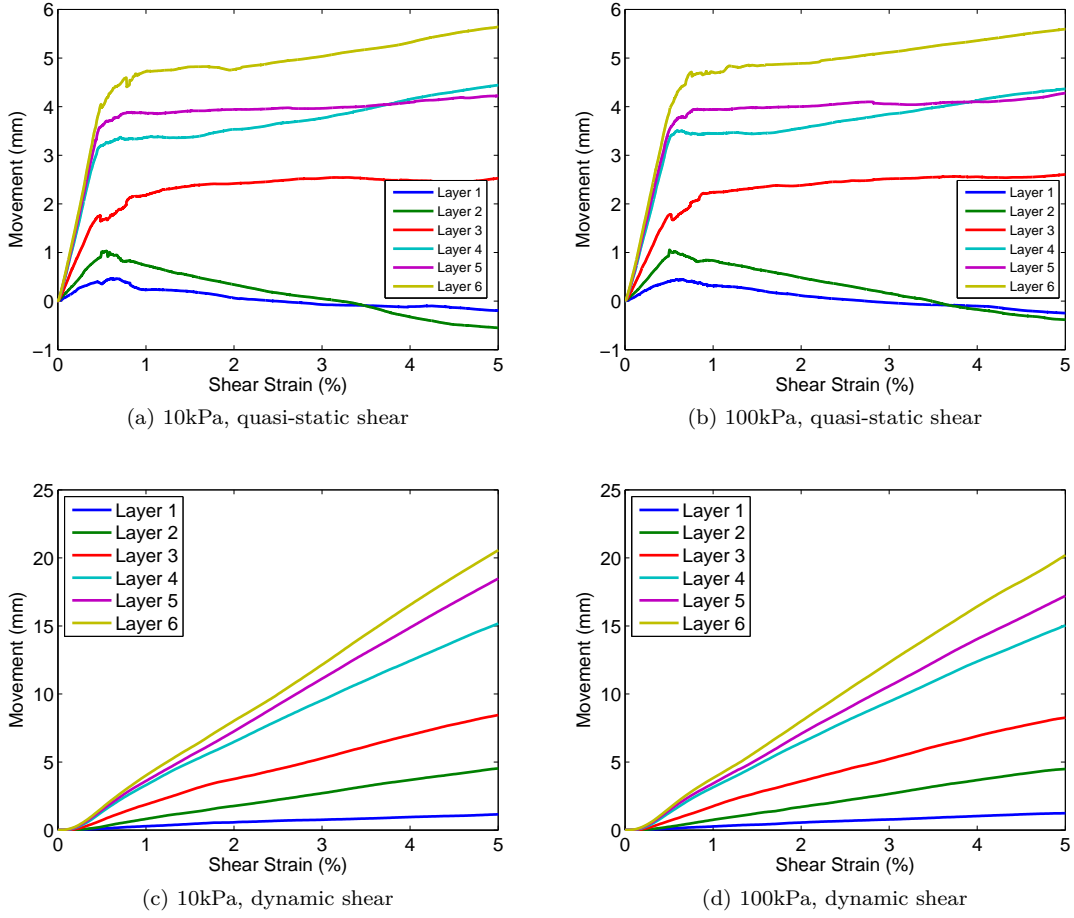 6
5
4
3
2
1
0
−1
0 1 2 3 4 5
Movement (mm)
Shear Strain (%)
Layer 1
Layer 2
Layer 3
Layer 4
Layer 5
Layer 6
(a) 10kPa, quasi-static shear
6
5
4
3
2
1
0
−1
0 1 2 3 4 5
Movement (mm)
Shear Strain (%)
Layer 1
Layer 2
Layer 3
Layer 4
Layer 5
Layer 6
(b) 100kPa, quasi-static shear
25
20
15
10
5
0
0 1 2 3 4 5
Movement (mm)
Shear Strain (%)
Layer 1
Layer 2
Layer 3
Layer 4
Layer 5
Layer 6
(c) 10kPa, dynamic shear
25
20
15
10
5
0
0 1 2 3 4 5
Movement (mm)
Shear Strain (%)
Layer 1
Layer 2
Layer 3
Layer 4
Layer 5
Layer 6
(d) 100kPa, dynamic shear